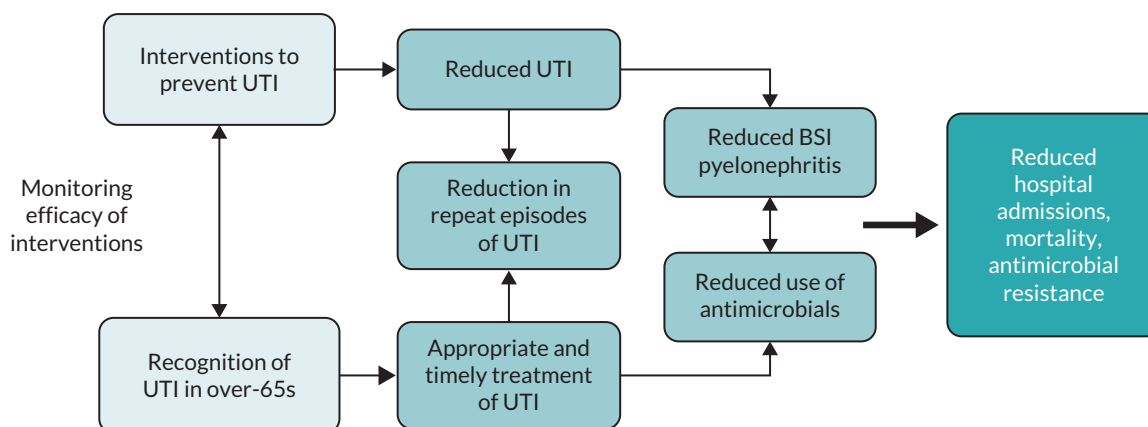 Interventions to
prevent UTI
Reduced UTI
Reduced BSI
pyelonephritis
Reduced
hospital
admissions,
mortality,
antimicrobial
resistance
Monitoring
efficacy of
interventions
Reduction in
repeat episodes
of UTI
Reduced use of
antimicrobials
Recognition of
UTI in over-65s
Appropriate and
timely treatment
of UTI